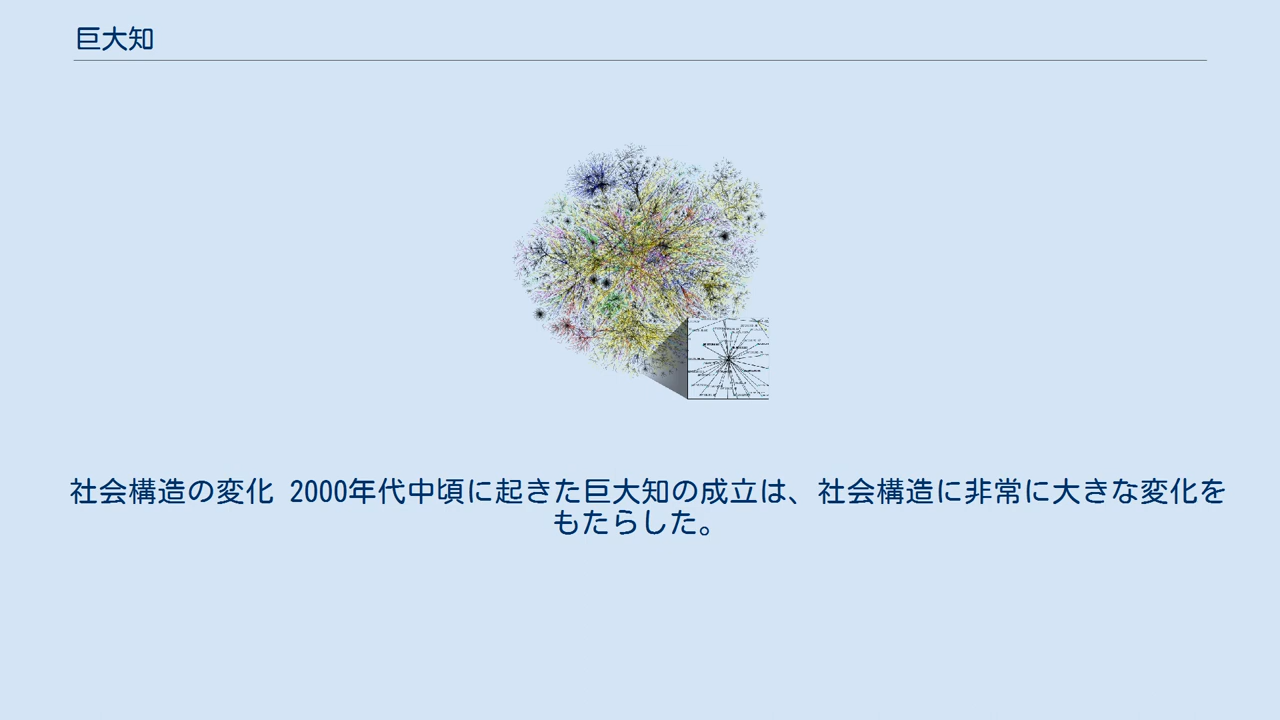 巨大知
社会構造の変化 2000年代中頃に起きた巨大知の成立は、社会構造に非常に大きな変化を
もたらした。